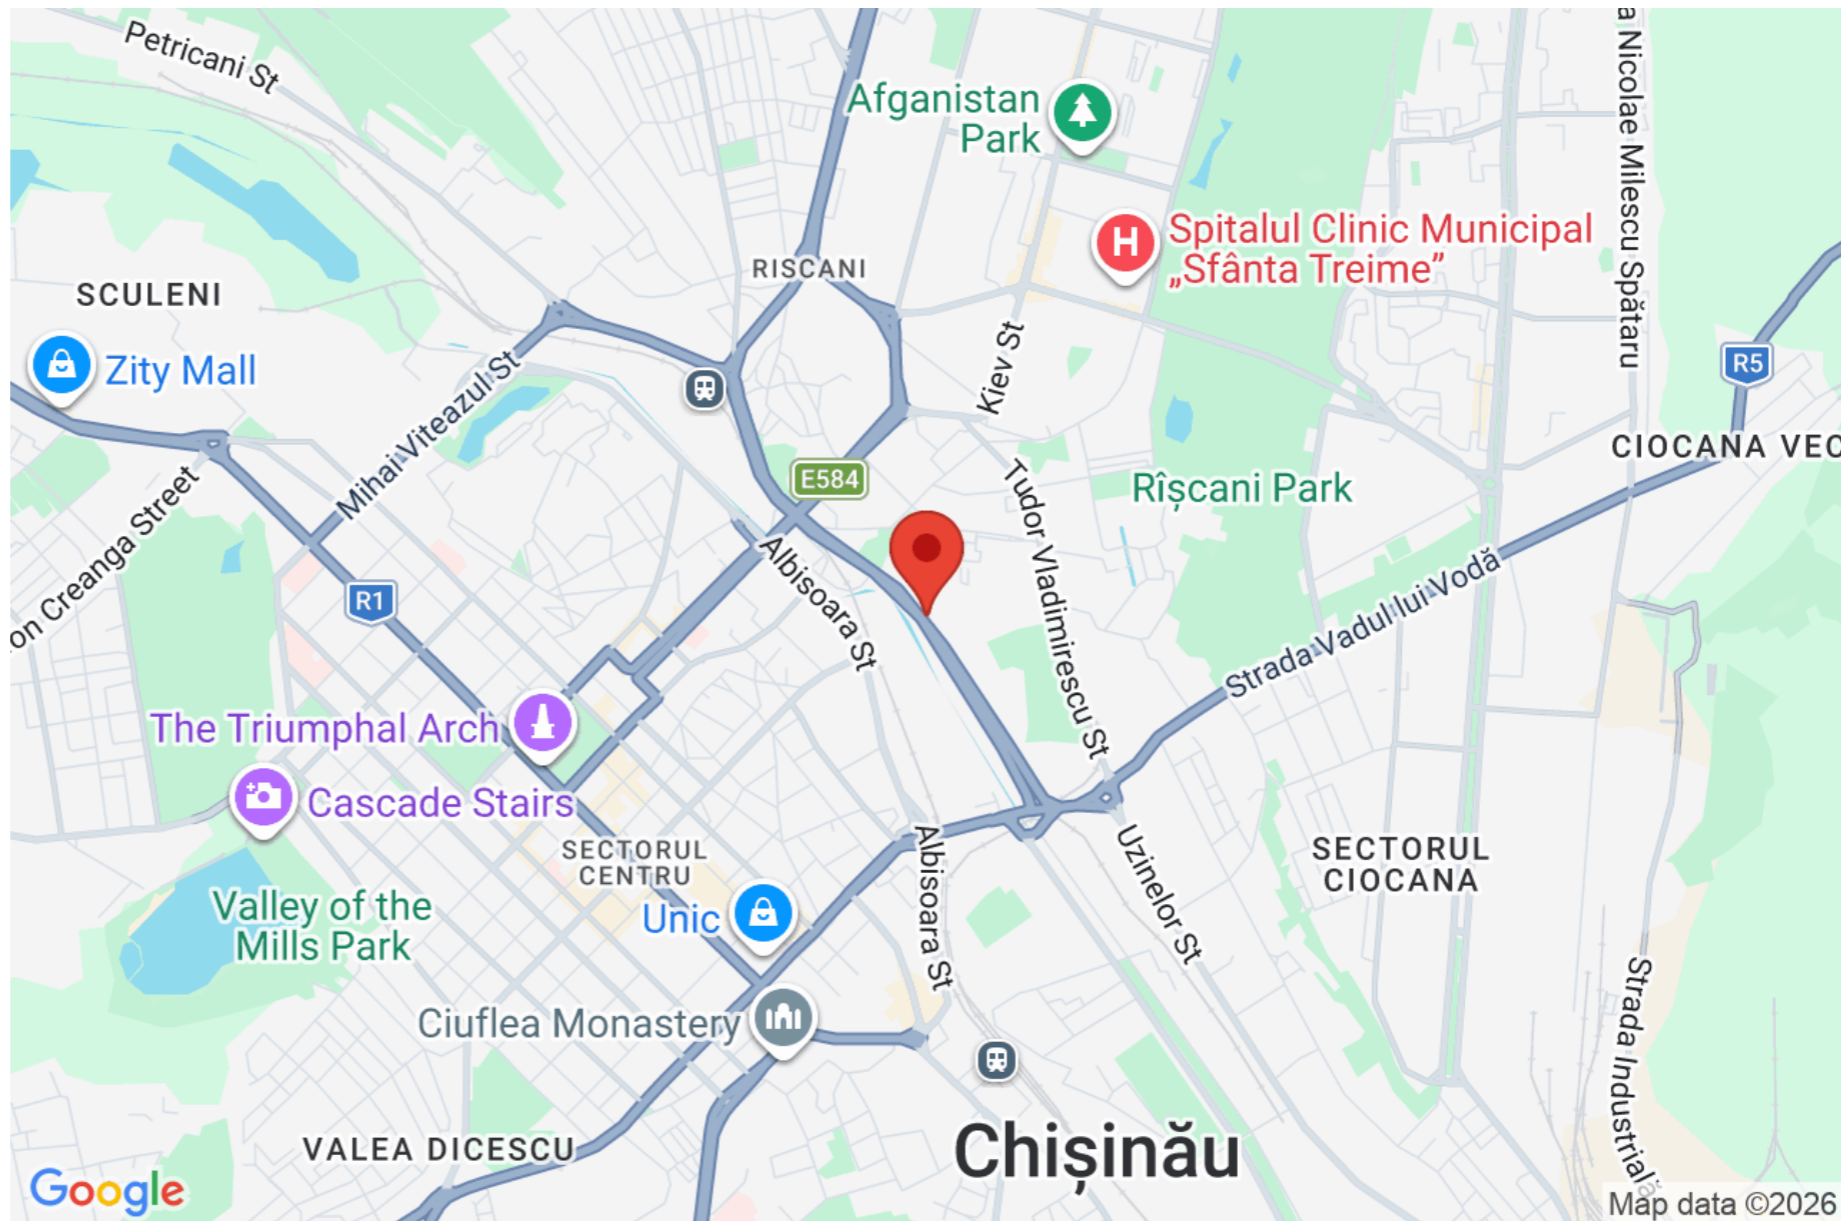 Petricani St
Afganistan
Park
a Nicolae Milescu Spătaru
Spitalul Clinic Municipal
„Sfânta Treime”
RISCANI
SCULENI
Zity Mall
Kiev St
R5
Mihai Viteazul St
CIOCANA VEC
E584
Rîșcani Park
Tudor Vladimirescu St
on Creanga Street
Albisoara St
R1
Strada Vadul lui Vodă
The Triumphal Arch
Cascade Stairs
SECTORUL
CENTRU
Albisoara St
Uzinelor St
SECTORUL
CIOCANA
Valley of the
Mills Park
Unic
Ciuflea Monastery
Strada Industrială
VALEA DICESCU
Chișinău
Google
Map data ©2026